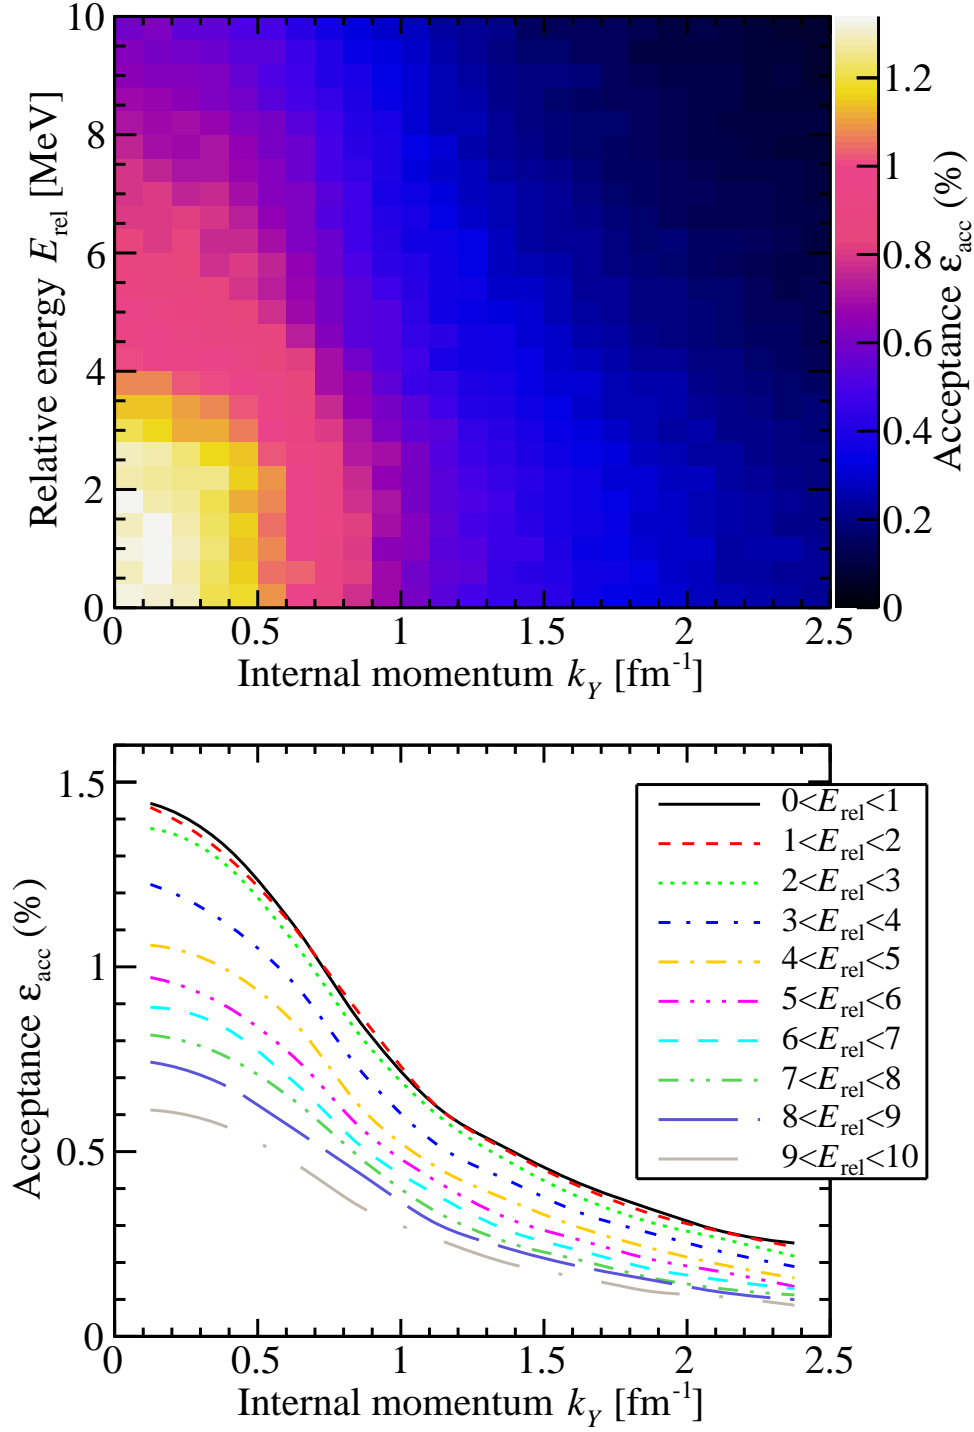 10
8
6
4
2
0
Relative energy E_rel [MeV]
0 0.5 1 1.5 2 2.5
Internal momentum k_Y [fm⁻¹]
1.2
1
0.8
0.6
0.4
0.2
0
Acceptance ε_acc (%)
1.5
1
0.5
0
Acceptance ε_acc (%)
0<E_rel<1
1<E_rel<2
2<E_rel<3
3<E_rel<4
4<E_rel<5
5<E_rel<6
6<E_rel<7
7<E_rel<8
8<E_rel<9
9<E_rel<10
0 0.5 1 1.5 2 2.5
Internal momentum k_Y [fm⁻¹]